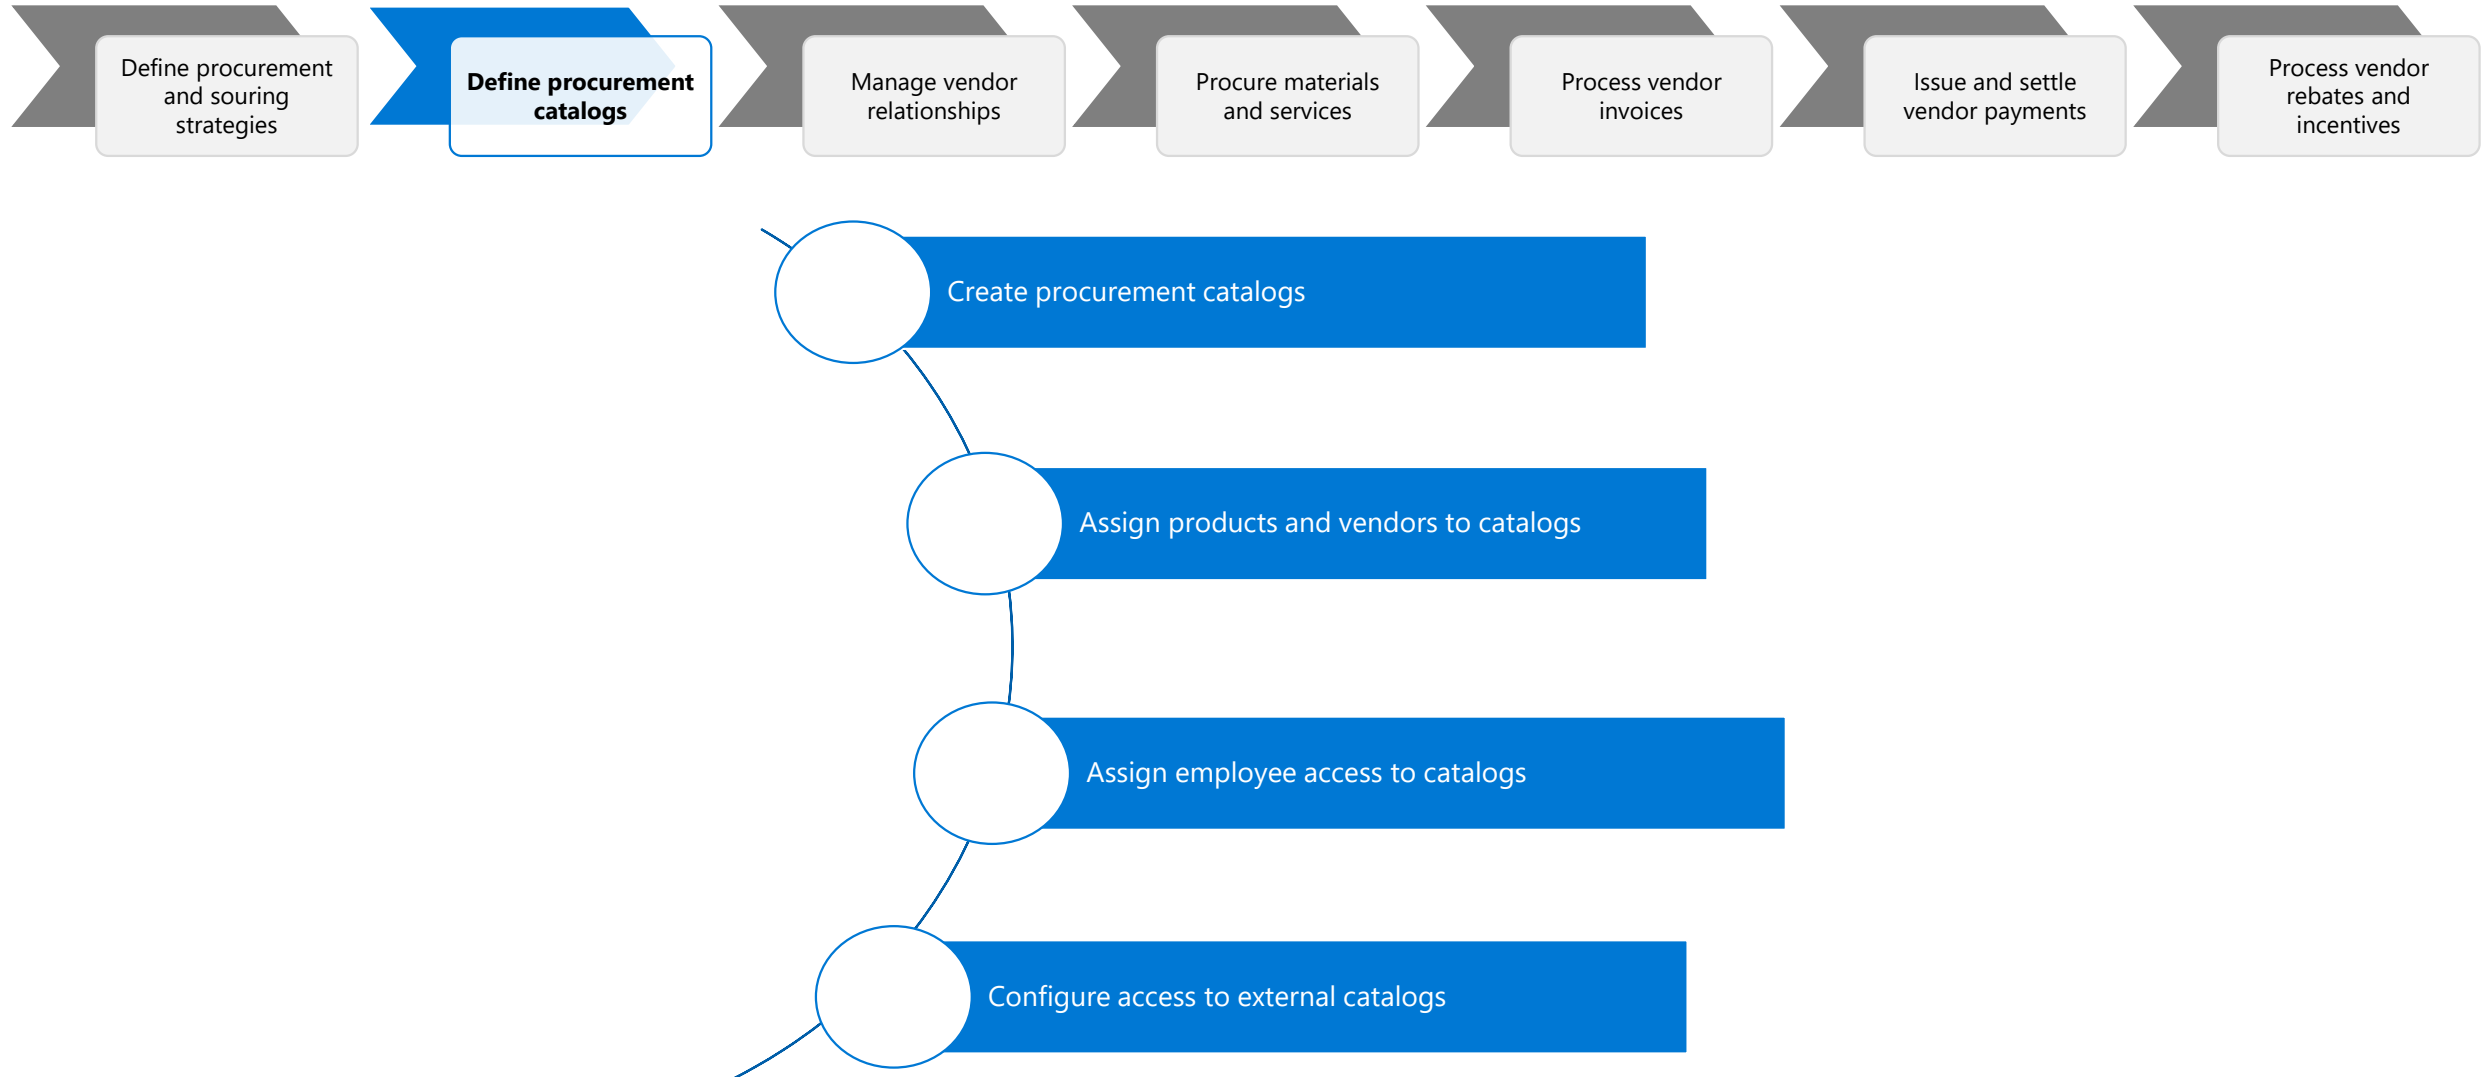 Define procurement
and souring
strategies
Define procurement
catalogs
Manage vendor
relationships
Procure materials
and services
Process vendor
invoices
Issue and settle
vendor payments
Process vendor
rebates and
incentives
Create procurement catalogs
Assign products and vendors to catalogs
Assign employee access to catalogs
Configure access to external catalogs